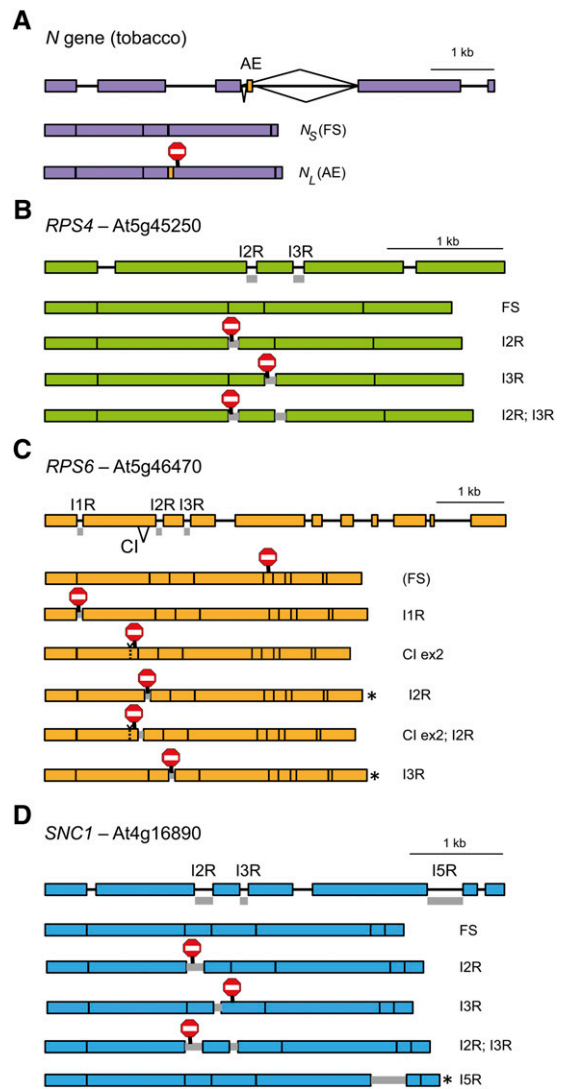 A
N gene (tobacco)
AE
1 kb
NS(FS)
NL(AE)
B
RPS4 – At5g45250
I2R I3R
1 kb
FS
I2R
I3R
I2R; I3R
C
RPS6 – At5g46470
I1R I2R I3R
1 kb
CI
(FS)
I1R
CI ex2
I2R *
CI ex2; I2R
I3R *
D
SNC1 – At4g16890
1 kb
I2R I3R I5R
FS
I2R
I3R
I2R; I3R
* I5R